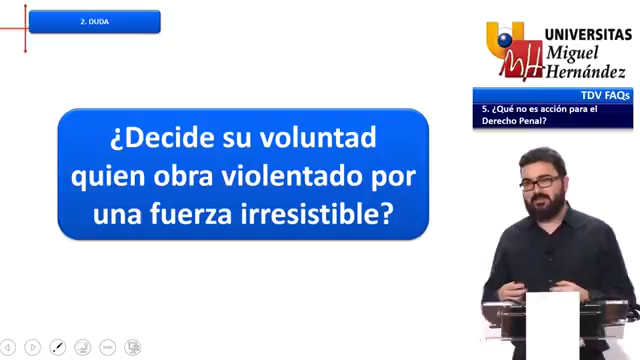 2. DUDA
UNIVERSITAS
Miguel
Hernández
TDV FAQs
5. ¿Qué no es acción para el
Derecho Penal?
¿Decide su voluntad
quien obra violentado por
una fuerza irresistible?